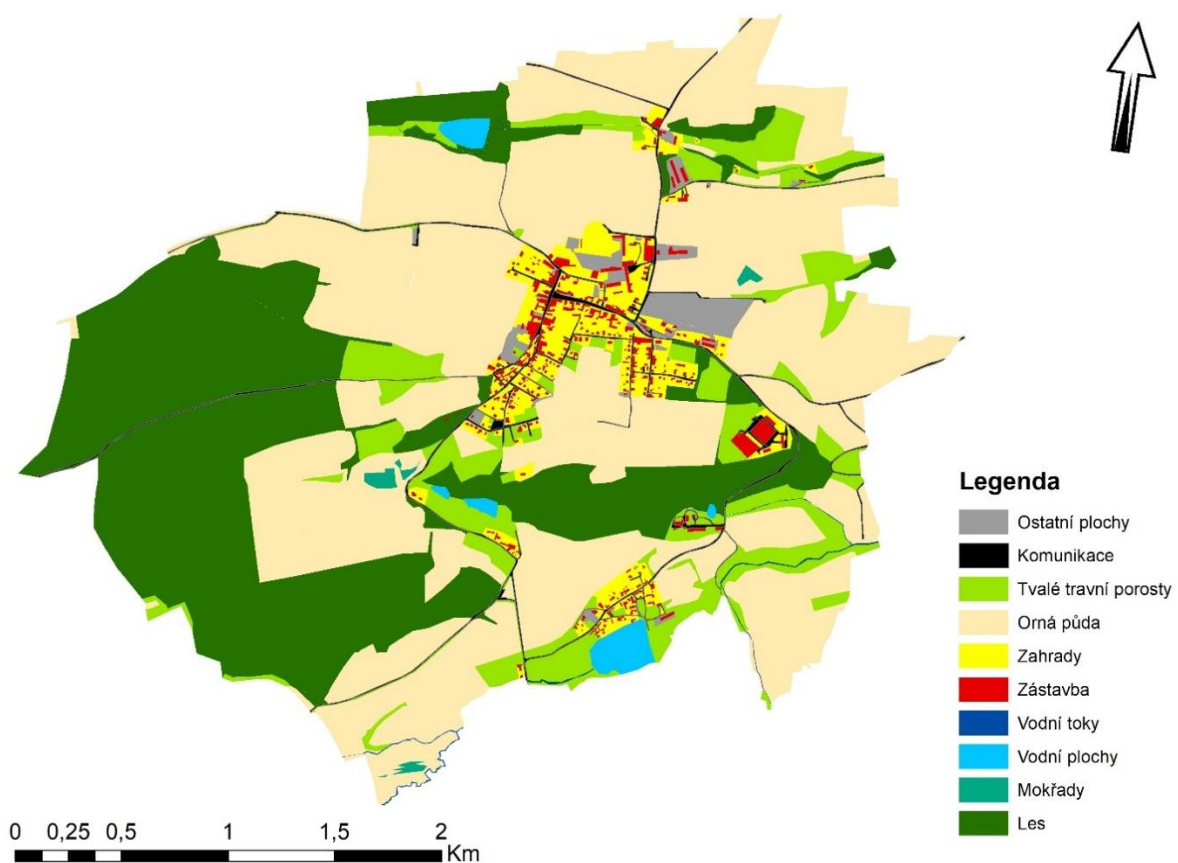 Legenda
Ostatní plochy
Komunikace
Tvalé travní porosty
Orná půda
Zahrady
Zástavba
Vodní toky
Vodní plochy
Mokřady
Les
0 0,25 0,5 1 1,5 2
Km